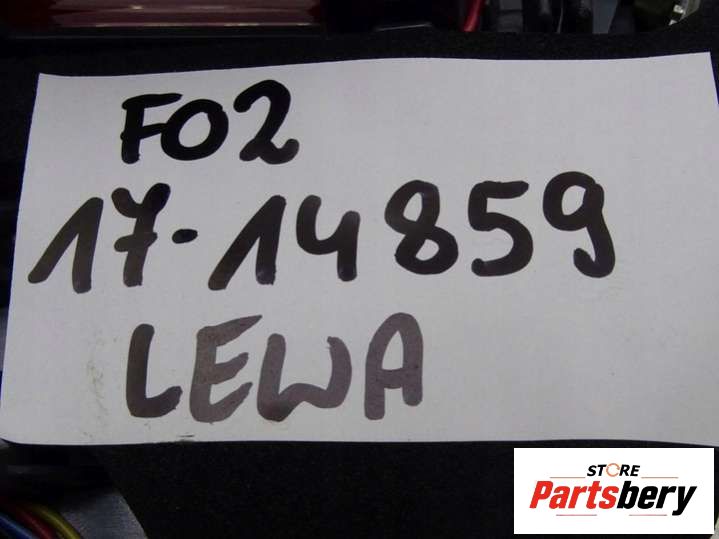 F02
17-14859
LEWA
STORE
Partsbery